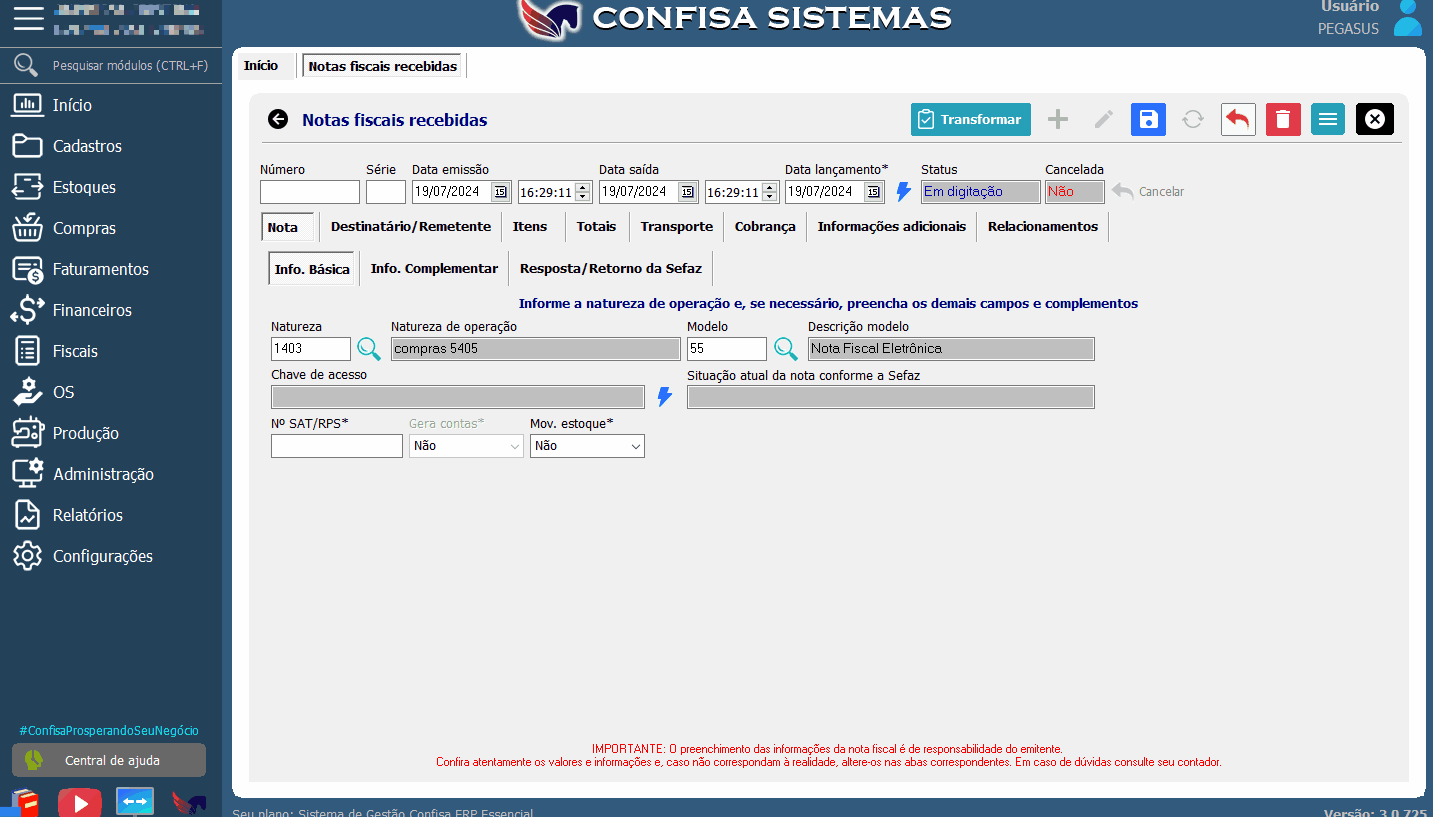 CONFISA SISTEMAS
Usuário
PEGASUS
Pesquisar módulos (CTRL+F)
Início
Cadastros
Estoques
Compras
Faturamentos
Financeiros
Fiscais
OS
Produção
Administração
Relatórios
Configurações
#ConfisaProsperandoSeuNegócio
Central de ajuda
Início Notas fiscais recebidas
Notas fiscais recebidas Transformar
Número Série Data emissão Data saída Data lançamento* Status Cancelada
19/07/2024 15 16:29:11 19/07/2024 15 16:29:11 19/07/2024 15 Em digitação Não Cancelar
Nota Destinatário/Remetente Itens Totais Transporte Cobrança Informações adicionais Relacionamentos
Info. Básica Info. Complementar Resposta/Retorno da Sefaz
Informe a natureza de operação e, se necessário, preencha os demais campos e complementos
Natureza Natureza de operação Modelo Descrição modelo
1403 compras 5405 55 Nota Fiscal Eletrônica
Chave de acesso Situação atual da nota conforme a Sefaz
Nº SAT/RPS* Gera contas* Mov. estoque*
Não Não
IMPORTANTE: O preenchimento das informações da nota fiscal é de responsabilidade do emitente.
Confira atentamente os valores e informações e, caso não correspondam à realidade, altere-os nas abas correspondentes. Em caso de dúvidas consulte seu contador.
Seu plano: Sistema de Gestão Confisa ERP Essencial Versão: 3.0.725